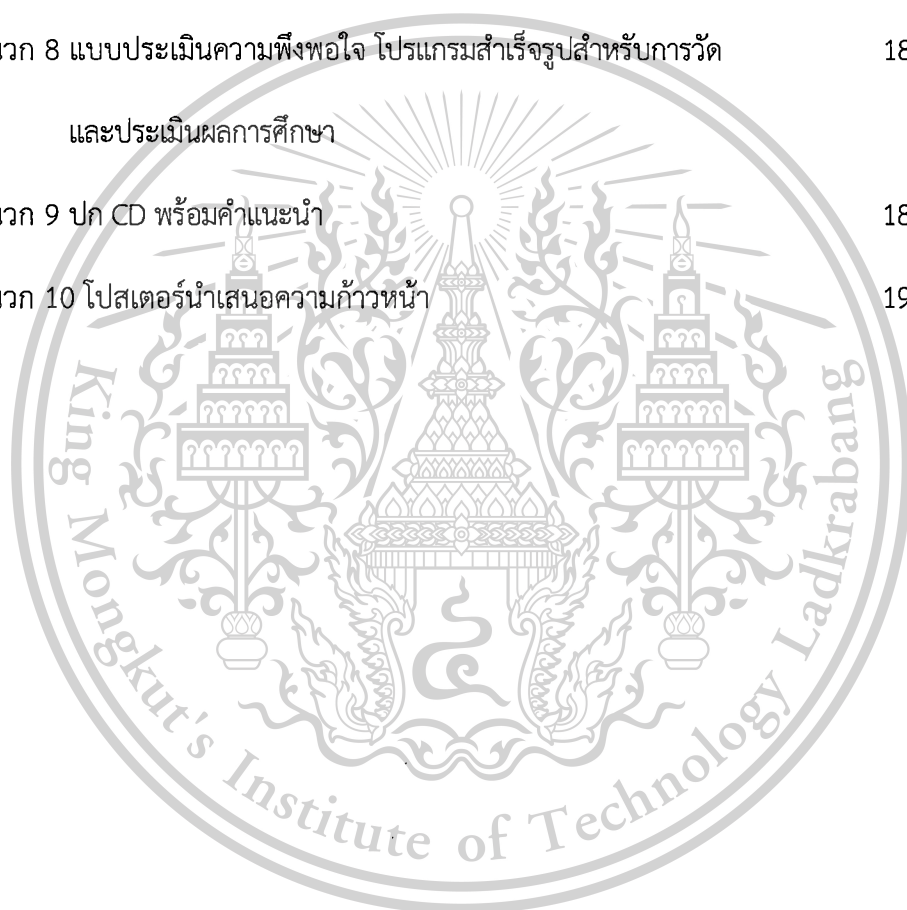 วก 8 แบบประเมินความพึงพอใจ โปรแกรมสำเร็จรูปสำหรับการวัด 18
และประเมินผลการศึกษา
วก 9 ปก CD พร้อมคำแนะนำ 18
วก 10 โปสเตอร์นำเสนอความก้าวหน้า 19
King Mongkut's Institute of Technology Ladkrabang